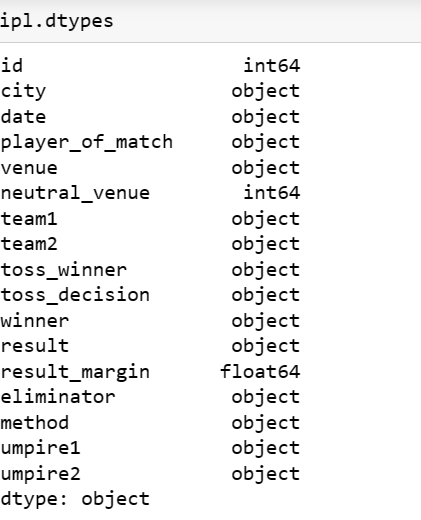 ipl.dtypes
id int64
city object
date object
player_of_match object
venue object
neutral_venue int64
team1 object
team2 object
toss_winner object
toss_decision object
winner object
result object
result_margin float64
eliminator object
method object
umpire1 object
umpire2 object
dtype: object